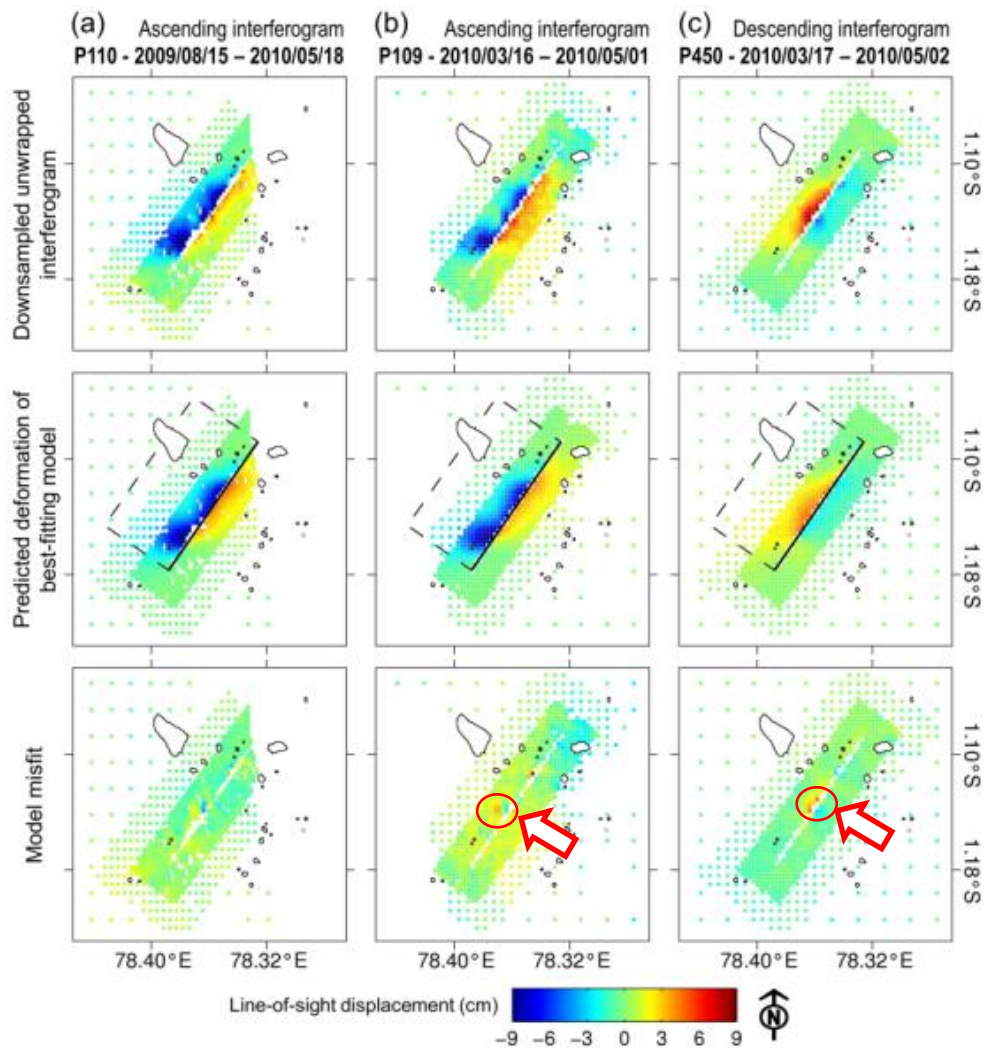 (a) Ascending interferogram
P110 - 2009/08/15 – 2010/05/18
(b) Ascending interferogram
P109 - 2010/03/16 – 2010/05/01
(c) Descending interferogram
P450 - 2010/03/17 – 2010/05/02
Downsampled unwrapped
interferogram
1.10°S
1.18°S
Predicted deformation of
best-fitting model
1.10°S
1.18°S
Model misfit
1.10°S
1.18°S
78.40° E 78.32° E
78.40° E 78.32° E
78.40° E 78.32° E
Line-of-sight displacement (cm)
−9 −6 −3 0 3 6 9
N